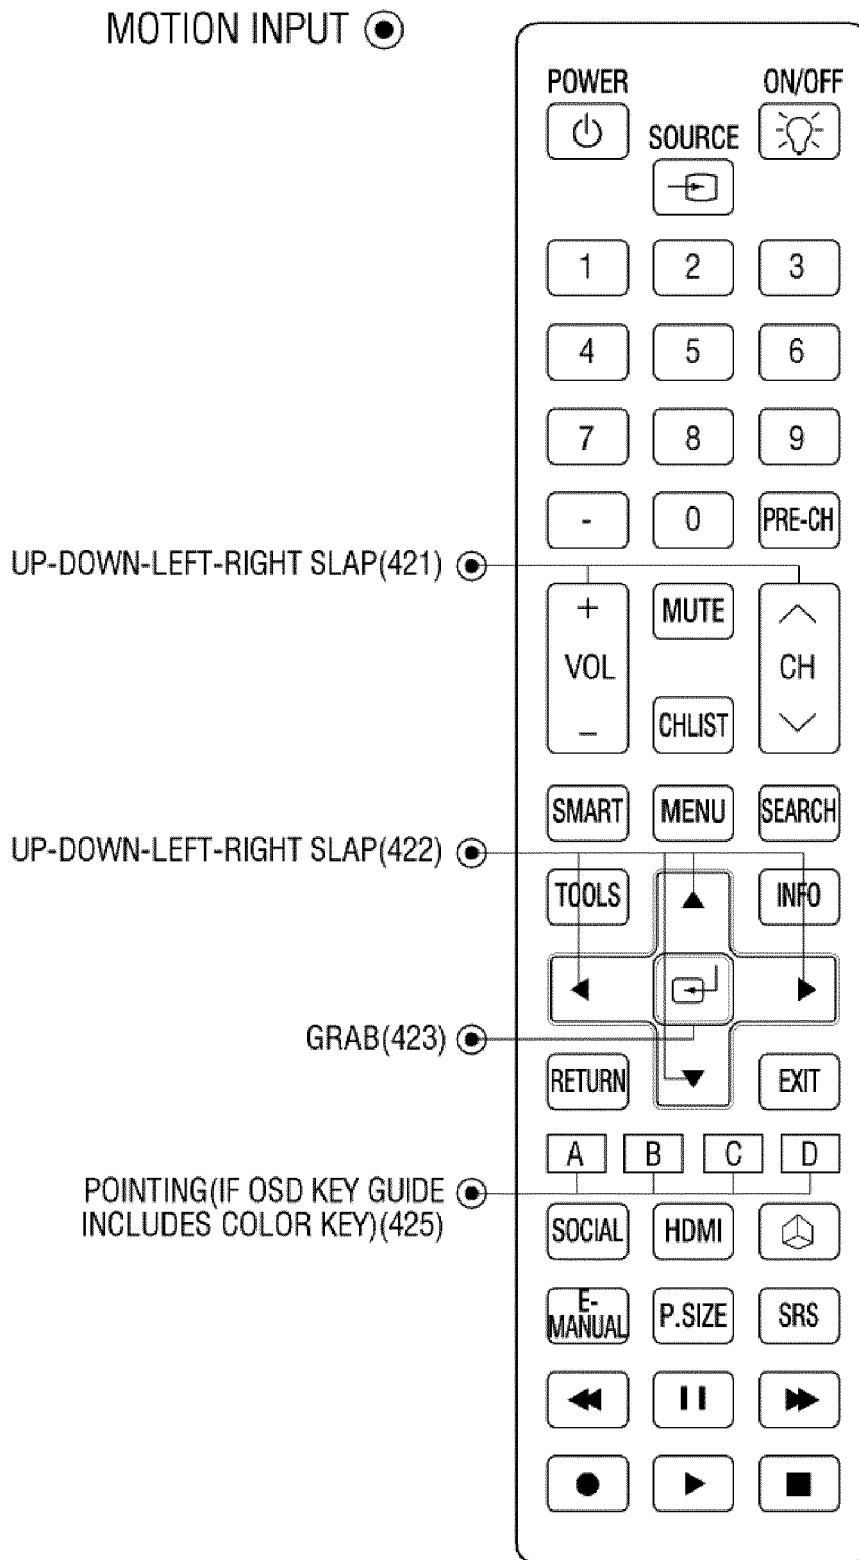 MOTION INPUT
POWER ON/OFF
SOURCE
1 2 3
4 5 6
7 8 9
- 0 PRE-CH
UP-DOWN-LEFT-RIGHT SLAP(421)
+ MUTE
VOL CH
– CHLIST
SMART MENU SEARCH
UP-DOWN-LEFT-RIGHT SLAP(422)
TOOLS INFO
GRAB(423)
RETURN EXIT
A B C D
POINTING(IF OSD KEY GUIDE
INCLUDES COLOR KEY)(425)
SOCIAL HDMI
E-
MANUAL P.SIZE SRS